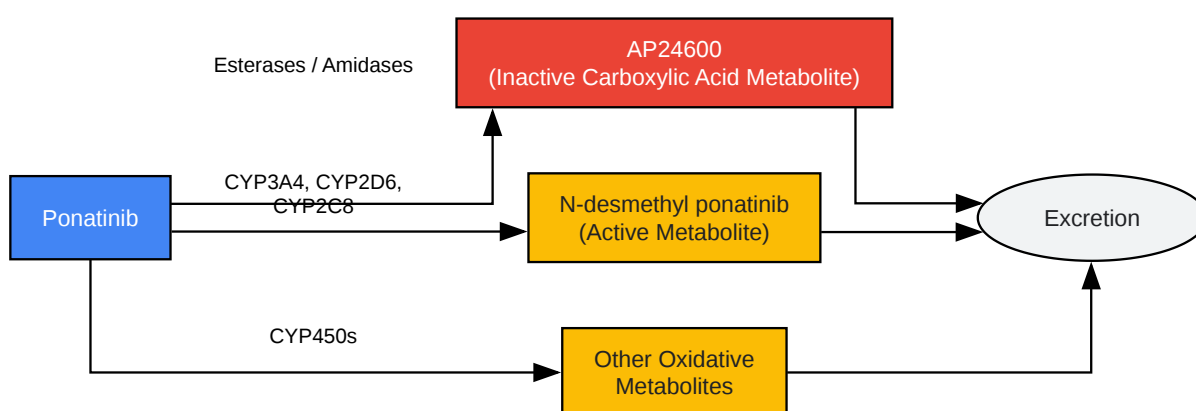 Esterases / Amidases
AP24600
(Inactive Carboxylic Acid Metabolite)
CYP3A4, CYP2D6,
CYP2C8
Ponatinib
N-desmethyl ponatinib
(Active Metabolite)
Excretion
CYP450s
Other Oxidative
Metabolites